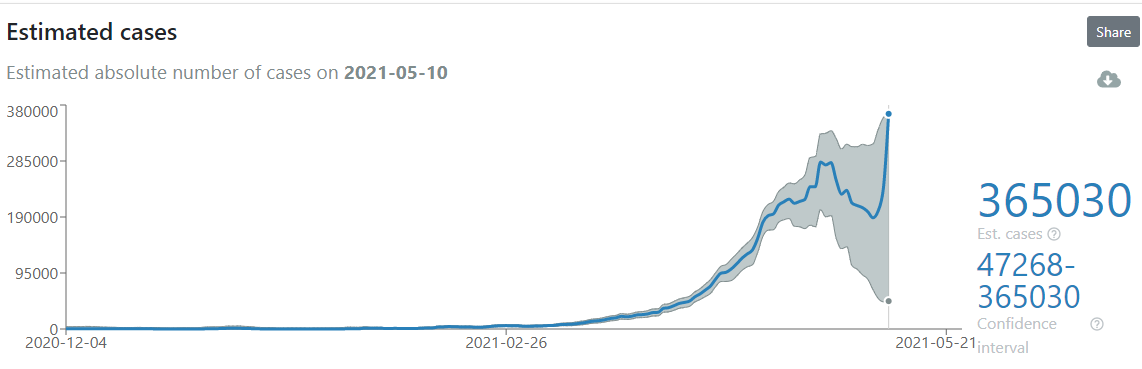 Estimated cases
Share
Estimated absolute number of cases on 2021-05-10
380000
285000
190000
95000
0
2020-12-04
2021-02-26
2021-05-21
365030
Est. cases ?
47268-
365030
Confidence ?
interval